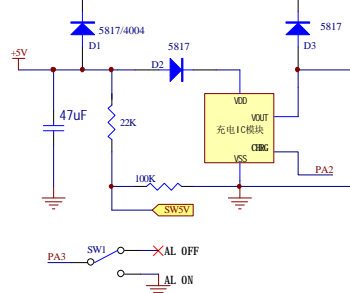 5817/4004
5817
+5V
D1
D2
D3
47uF
VDD
22K
VOUT
充电IC模块
CHRG
VSS
100K
PA2
SW5V
SW1
AL OFF
PA3
AL ON